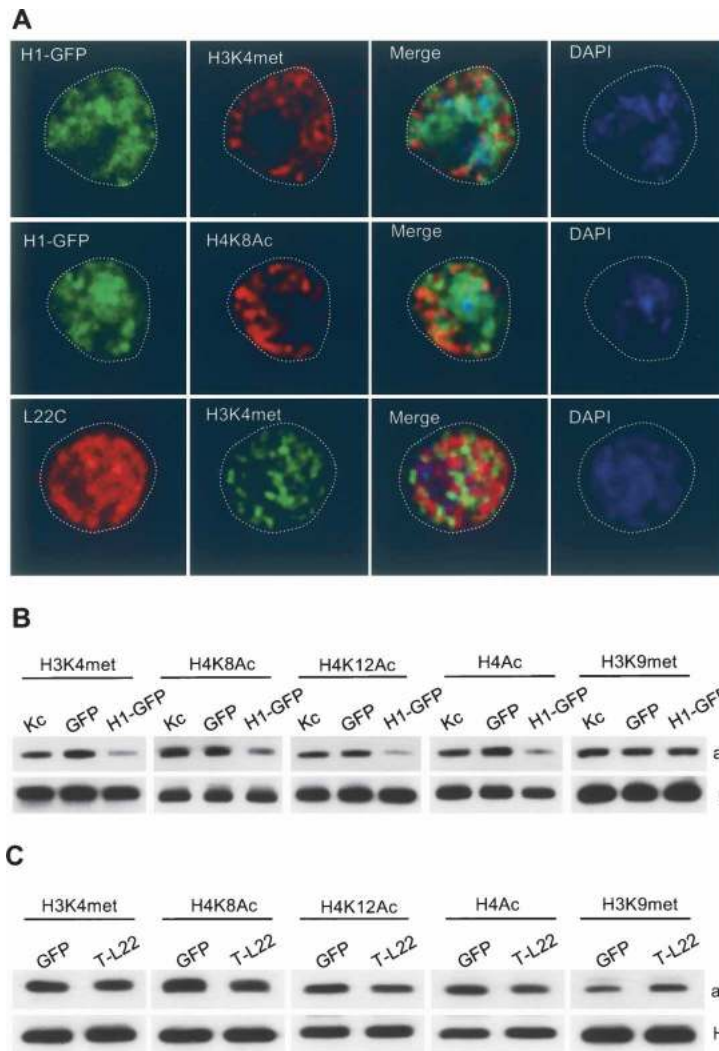 A
H1-GFP H3K4met Merge DAPI
H1-GFP H4K8Ac Merge DAPI
L22C H3K4met Merge DAPI
B
H3K4met H4K8Ac H4K12Ac H4Ac H3K9met
Kc GFP H1-GFP Kc GFP H1-GFP Kc GFP H1-GFP Kc GFP H1-GFP Kc GFP H1-GFP
a
C
H3K4met H4K8Ac H4K12Ac H4Ac H3K9met
GFP T-L22 GFP T-L22 GFP T-L22 GFP T-L22 GFP T-L22
a
H